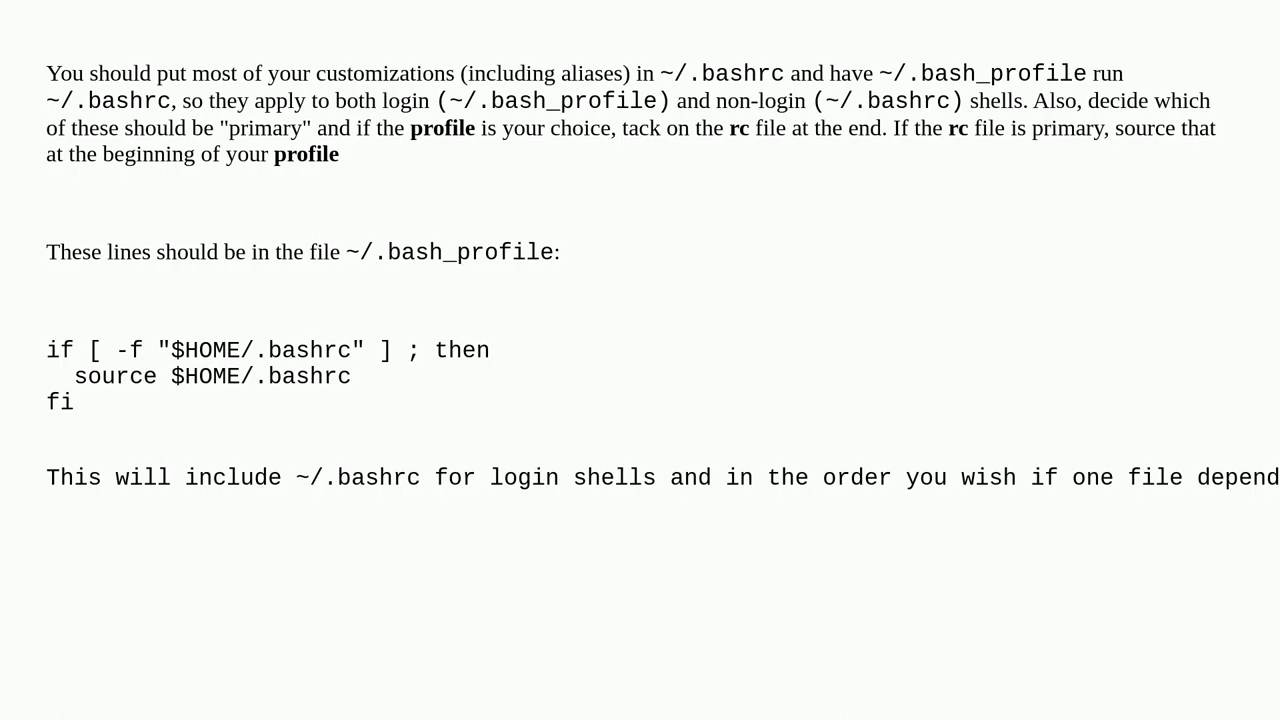 You should put most of your customizations (including aliases) in ~/.bashrc and have ~/.bash_profile run
~/.bashrc, so they apply to both login (~/.bash_profile) and non-login (~/.bashrc) shells. Also, decide which
of these should be "primary" and if the profile is your choice, tack on the rc file at the end. If the rc file is primary, source that
at the beginning of your profile
These lines should be in the file ~/.bash_profile:
if [ -f "$HOME/.bashrc" ] ; then
  source $HOME/.bashrc
fi
This will include ~/.bashrc for login shells and in the order you wish if one file depend